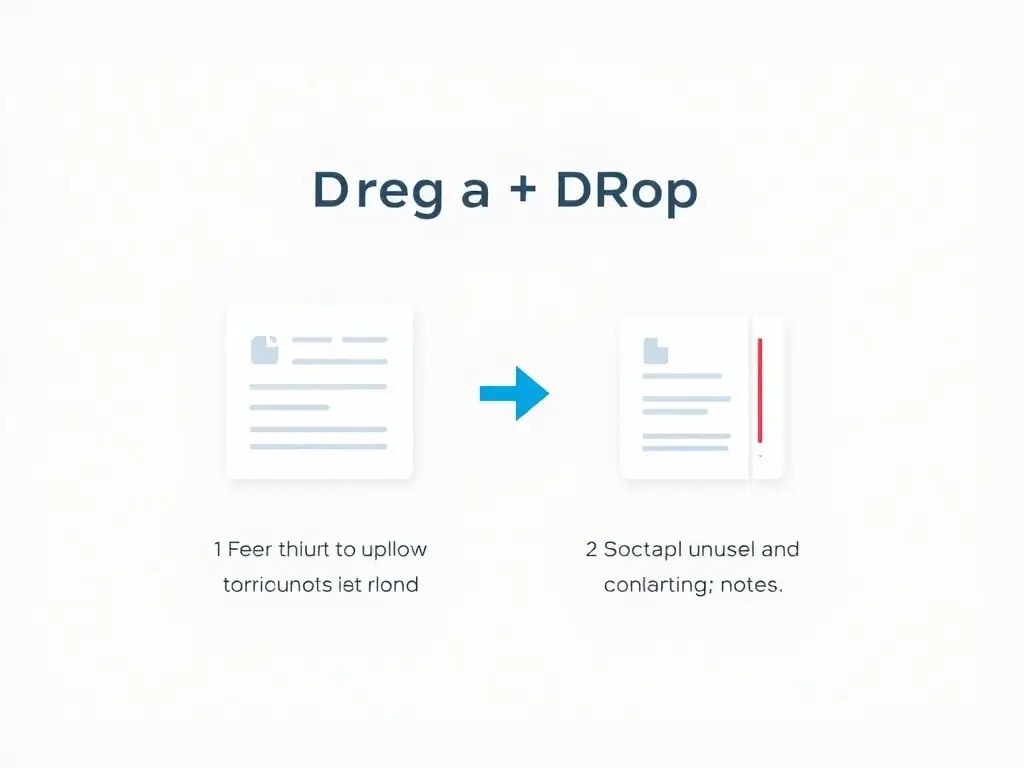 Dreg a + DRop
1 Feer thiurt to upllow
torricunots iet rlond
2 Soctapl unusel and
conlarting; notes.